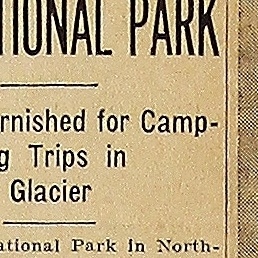 TIONAL PARK
rnished for Camp-
g Trips in
Glacier
ational Park in North-